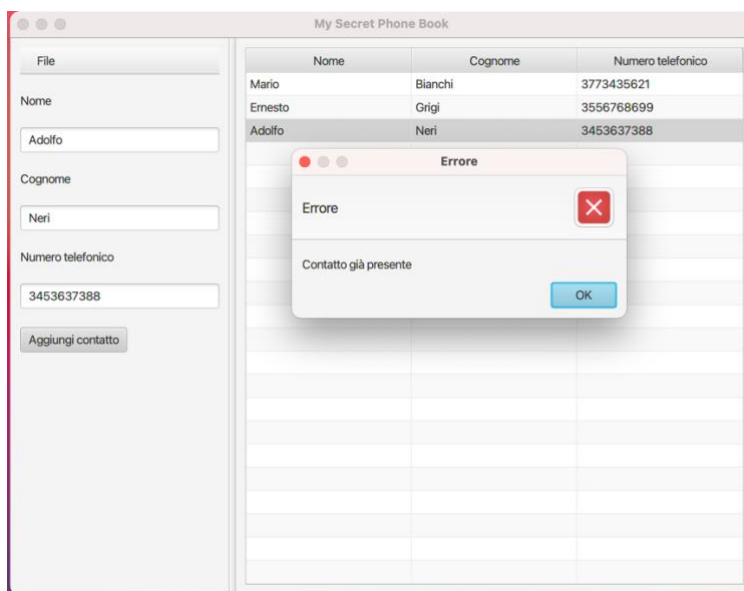 My Secret Phone Book
File
Nome
Adolfo
Cognome
Neri
Numero telefonico
3453637388
Aggiungi contatto
Nome Cognome Numero telefonico
Mario Bianchi 3773435621
Ernesto Grigi 3556768699
Adolfo Neri 3453637388
Errore
Errore
Contatto già presente
OK